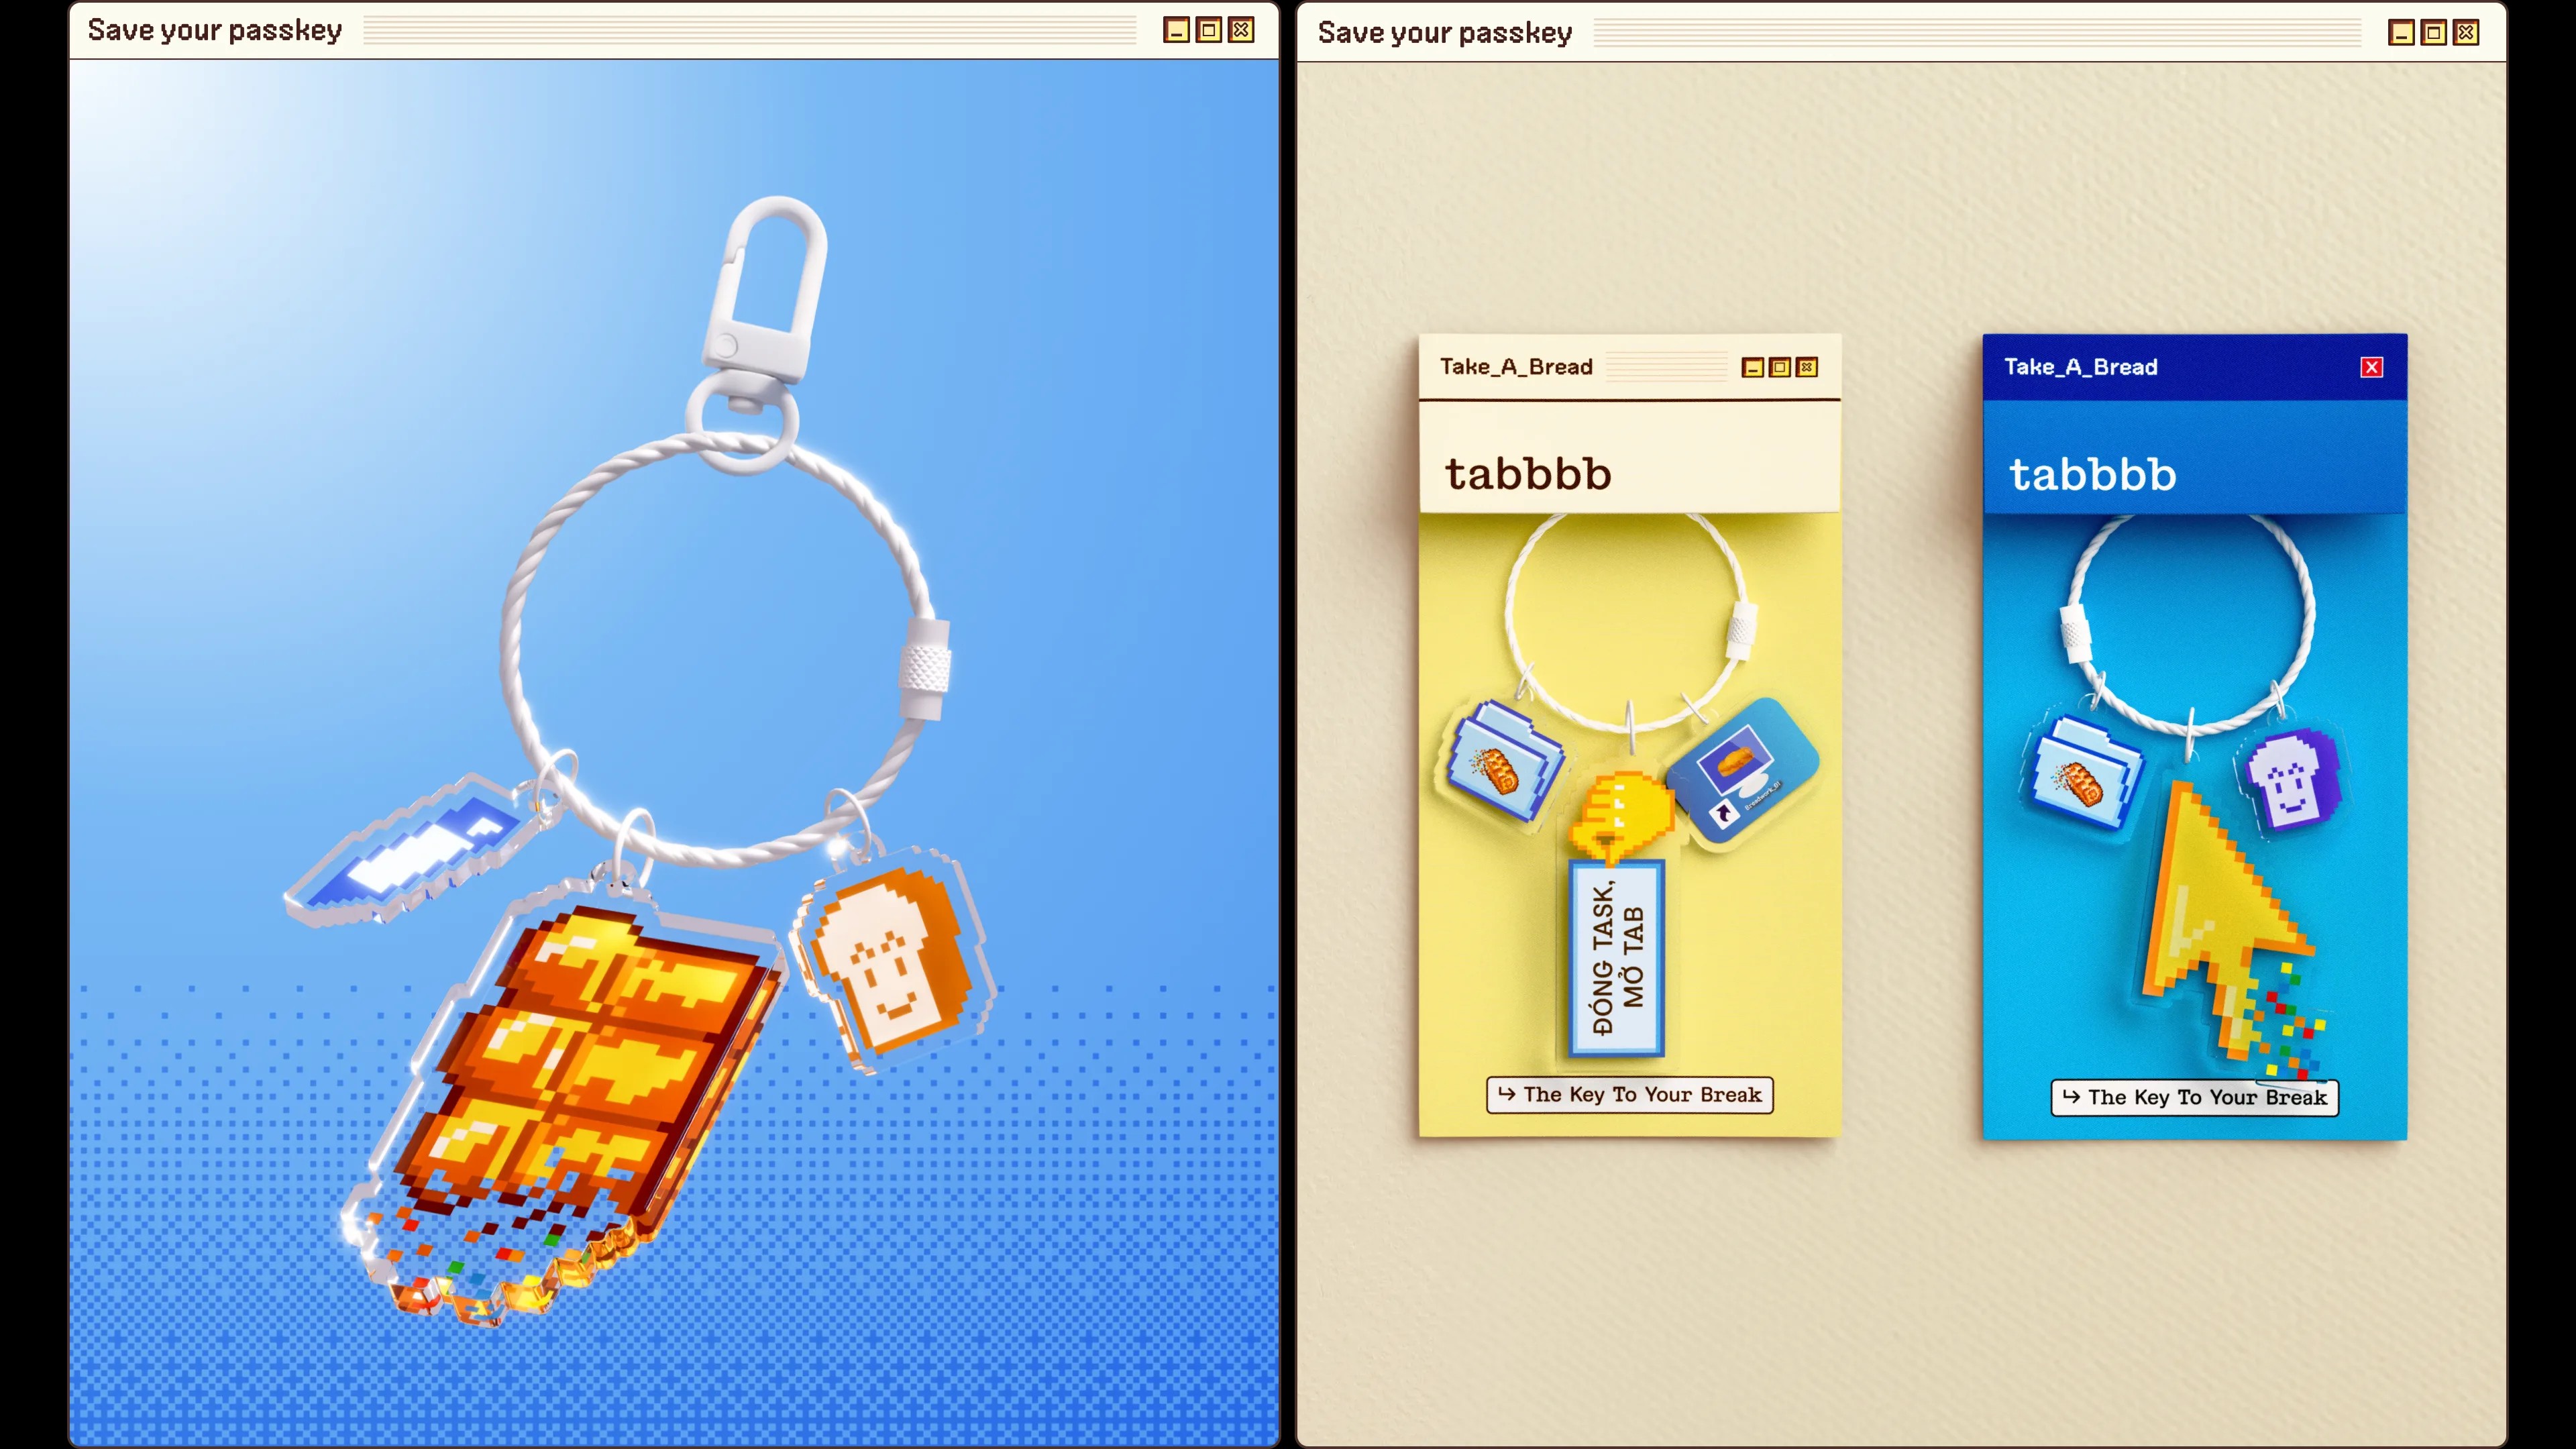 Save your passkey
Save your passkey
Take_A_Bread
tabbbb
ĐÓNG TASK,
MỞ TAB
↪ The Key To Your Break
Take_A_Bread
tabbbb
↪ The Key To Your Break